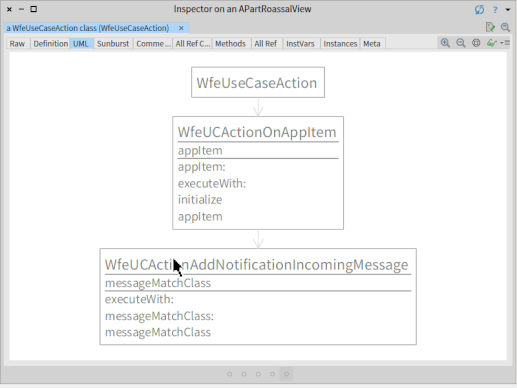 Inspector on an APartRoassalView
a WfeUseCaseAction class (WfeUseCaseAction)
Raw Definition UML Sunburst Comme ... All Ref C... Methods All Ref InstVars Instances Meta
WfeUseCaseAction
WfeUCActionOnAppItem
appItem
appItem:
executeWith:
initialize
appItem
WfeUCActionAddNotificationIncomingMessage
messageMatchClass
executeWith:
messageMatchClass:
messageMatchClass